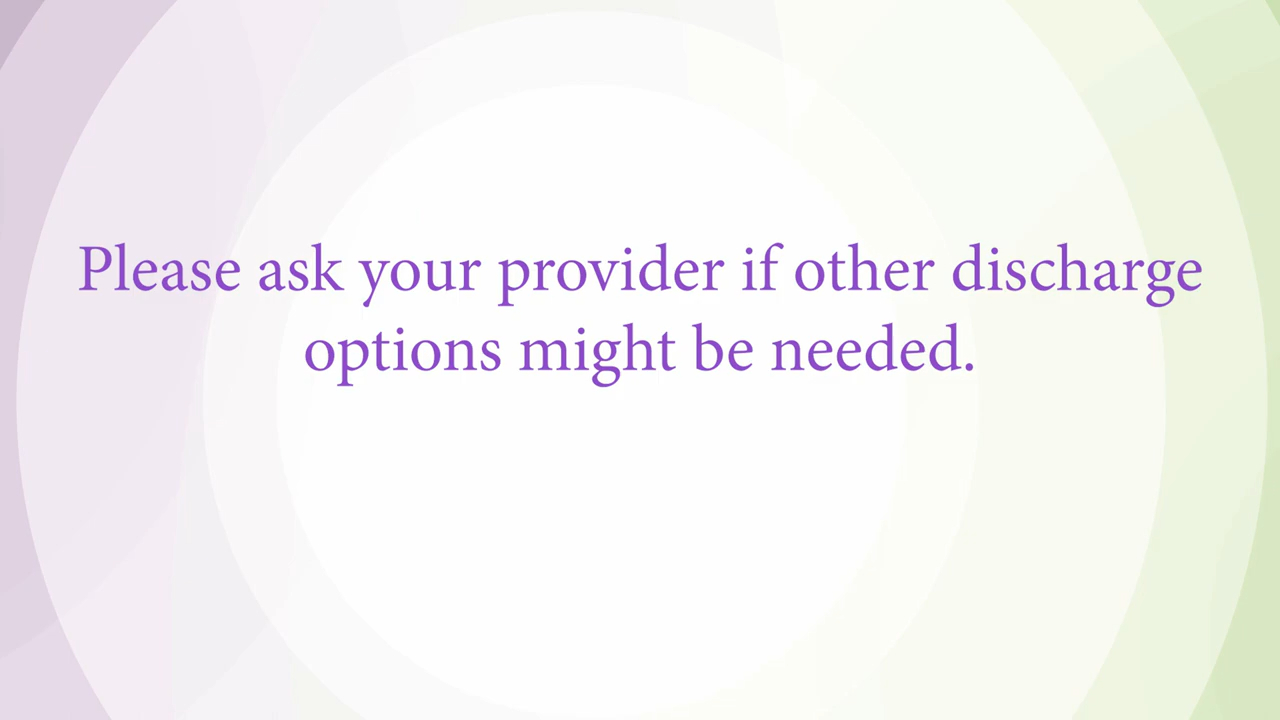 Please ask your provider if other discharge
options might be needed.